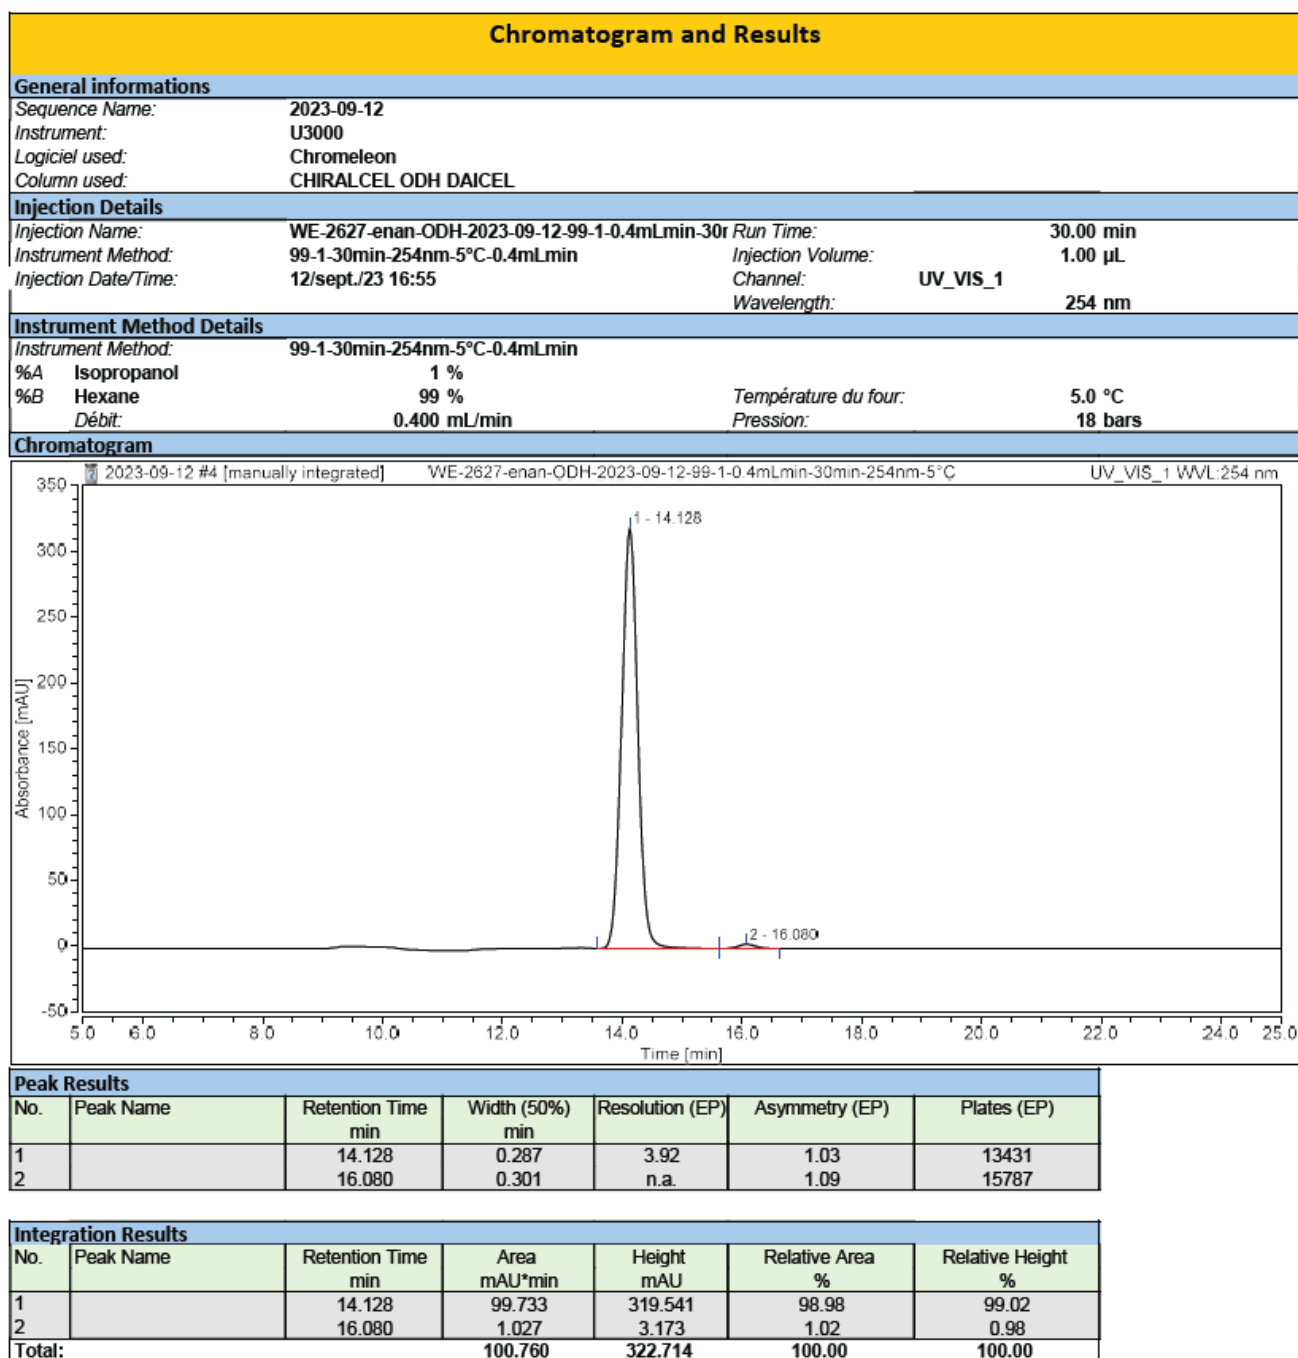 Chromatogram and Results
General informations
Sequence Name: 2023-09-12
Instrument: U3000
Logiciel used: Chromeleon
Column used: CHIRALCEL ODH DAICEL
Injection Details
Injection Name: WE-2627-enan-ODH-2023-09-12-99-1-0.4mLmin-30r Run Time: 30.00 min
Instrument Method: 99-1-30min-254nm-5°C-0.4mLmin Injection Volume: 1.00 µL
Injection Date/Time: 12/sept./23 16:55 Channel: UV_VIS_1
Wavelength: 254 nm
Instrument Method Details
Instrument Method: 99-1-30min-254nm-5°C-0.4mLmin
%A Isopropanol 1 %
%B Hexane 99 % Température du four: 5.0 °C
Débit: 0.400 mL/min Pression: 18 bars
Chromatogram
2023-09-12 #4 [manually integrated] WE-2627-enan-ODH-2023-09-12-99-1-0.4mLmin-30min-254nm-5°C UV_VIS_1 WVL:254 nm
350
1 - 14.128
300
250
200
150
100
50
2 - 16.080
0
-50
Absorbance [mAU]
5.0 6.0 8.0 10.0 12.0 14.0 16.0 18.0 20.0 22.0 24.0 25.0
Time [min]
Peak Results
No. Peak Name Retention Time Width (50%) Resolution (EP) Asymmetry (EP) Plates (EP)
min min
1 14.128 0.287 3.92 1.03 13431
2 16.080 0.301 n.a. 1.09 15787
Integration Results
No. Peak Name Retention Time Area Height Relative Area Relative Height
min mAU*min mAU % %
1 14.128 99.733 319.541 98.98 99.02
2 16.080 1.027 3.173 1.02 0.98
Total: 100.760 322.714 100.00 100.00